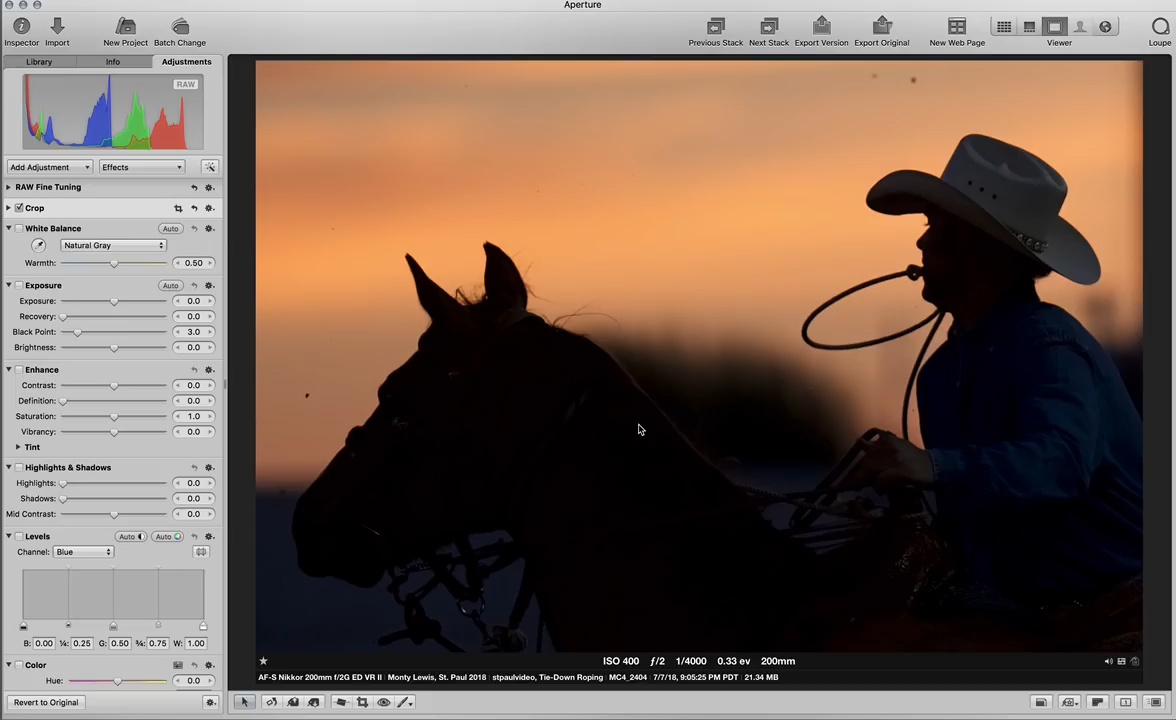 Aperture
Inspector Import New Project Batch Change Previous Stack Next Stack Export Version Export Original New Web Page Viewer Loupe
Library Info Adjustments
RAW
Add Adjustment Effects
RAW Fine Tuning
Crop
White Balance Auto
Natural Gray
Warmth: 0.50
Exposure Auto
Exposure: 0.0
Recovery: 0.0
Black Point: 3.0
Brightness: 0.0
Enhance
Contrast: 0.0
Definition: 0.0
Saturation: 1.0
Vibrancy: 0.0
Tint
Highlights & Shadows
Highlights: 0.0
Shadows: 0.0
Mid Contrast: 0.0
Levels Auto Auto
Channel: Blue
B: 0.00 ¼: 0.25 G: 0.50 ¾: 0.75 W: 1.00
Color
Hue: 0.0
Revert to Original
ISO 400 ƒ/2 1/4000 0.33 ev 200mm
AF-S Nikkor 200mm f/2G ED VR II | Monty Lewis, St. Paul 2018 | stpaulvideo, Tie-Down Roping | MC4_2404 | 7/7/18, 9:05:25 PM PDT | 21.34 MB